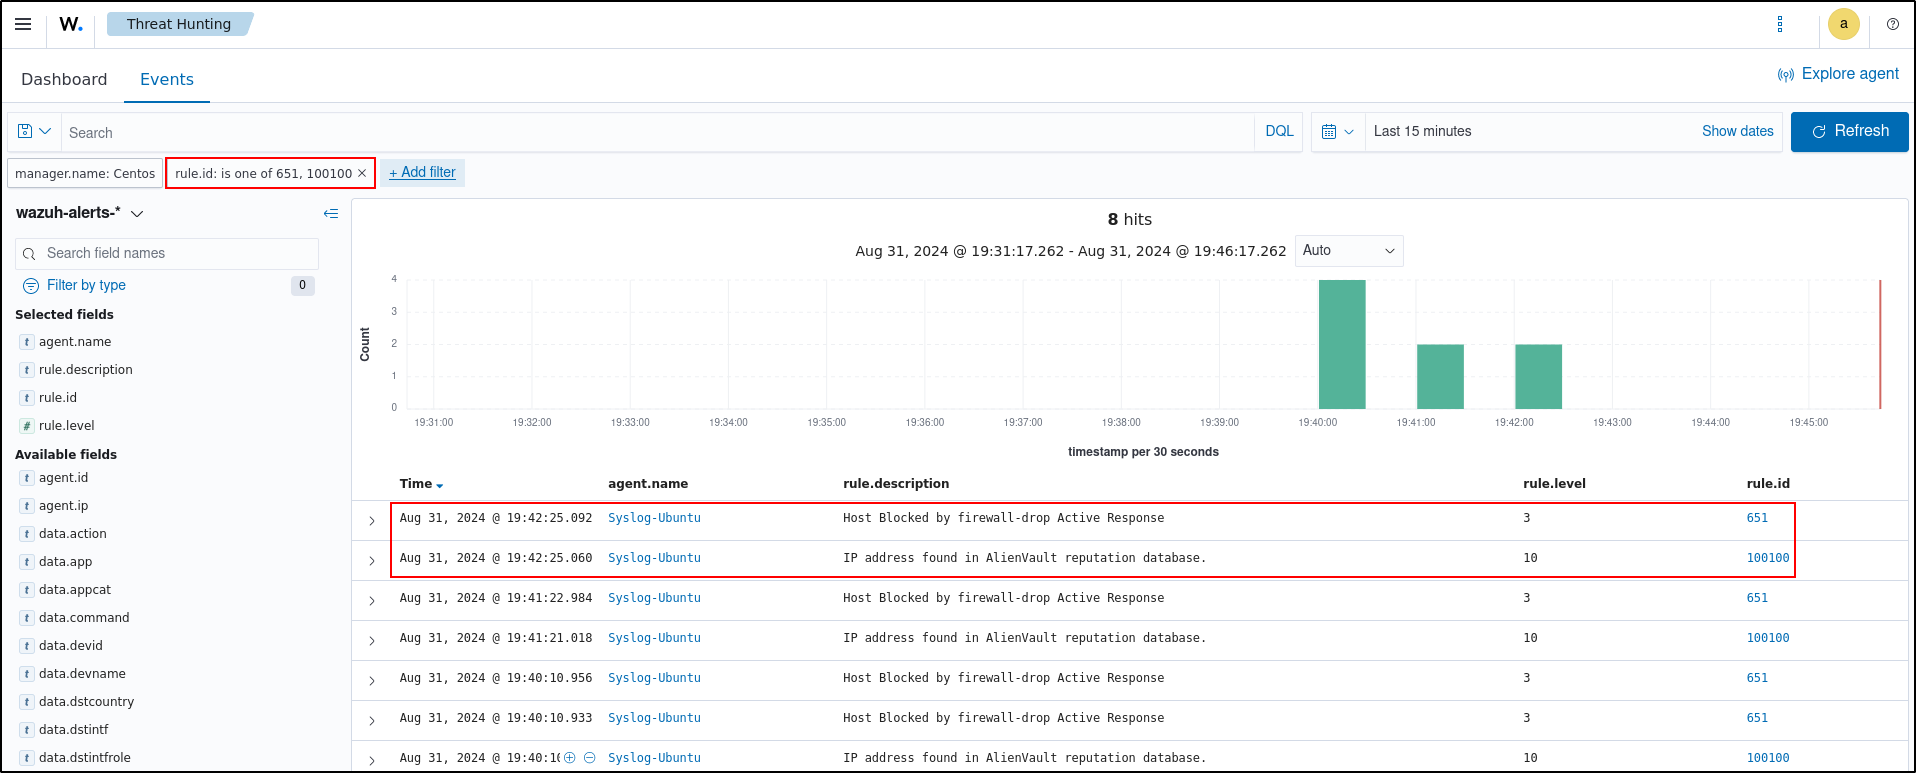 W. Threat Hunting a
Dashboard Events Explore agent
Search DQL Last 15 minutes Show dates Refresh
manager.name: Centos rule.id: is one of 651, 100100 × + Add filter
wazuh-alerts-*
Search field names
Filter by type 0
Selected fields
t agent.name
t rule.description
t rule.id
# rule.level
Available fields
t agent.id
t agent.ip
t data.action
t data.app
t data.appcat
t data.command
t data.devid
t data.devname
t data.dstcountry
t data.dstintf
t data.dstintfrole
8 hits
Aug 31, 2024 @ 19:31:17.262 - Aug 31, 2024 @ 19:46:17.262 Auto
Count
4
3
2
1
0
19:31:00 19:32:00 19:33:00 19:34:00 19:35:00 19:36:00 19:37:00 19:38:00 19:39:00 19:40:00 19:41:00 19:42:00 19:43:00 19:44:00 19:45:00
timestamp per 30 seconds
Time agent.name rule.description rule.level rule.id
Aug 31, 2024 @ 19:42:25.092 Syslog-Ubuntu Host Blocked by firewall-drop Active Response 3 651
Aug 31, 2024 @ 19:42:25.060 Syslog-Ubuntu IP address found in AlienVault reputation database. 10 100100
Aug 31, 2024 @ 19:41:22.984 Syslog-Ubuntu Host Blocked by firewall-drop Active Response 3 651
Aug 31, 2024 @ 19:41:21.018 Syslog-Ubuntu IP address found in AlienVault reputation database. 10 100100
Aug 31, 2024 @ 19:40:10.956 Syslog-Ubuntu Host Blocked by firewall-drop Active Response 3 651
Aug 31, 2024 @ 19:40:10.933 Syslog-Ubuntu Host Blocked by firewall-drop Active Response 3 651
Aug 31, 2024 @ 19:40:10 Syslog-Ubuntu IP address found in AlienVault reputation database. 10 100100